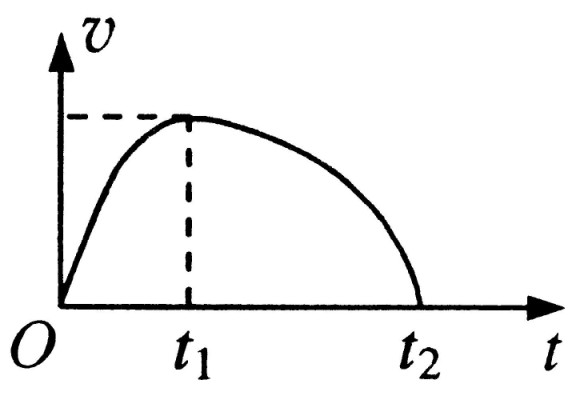 v
O t₁ t₂ t